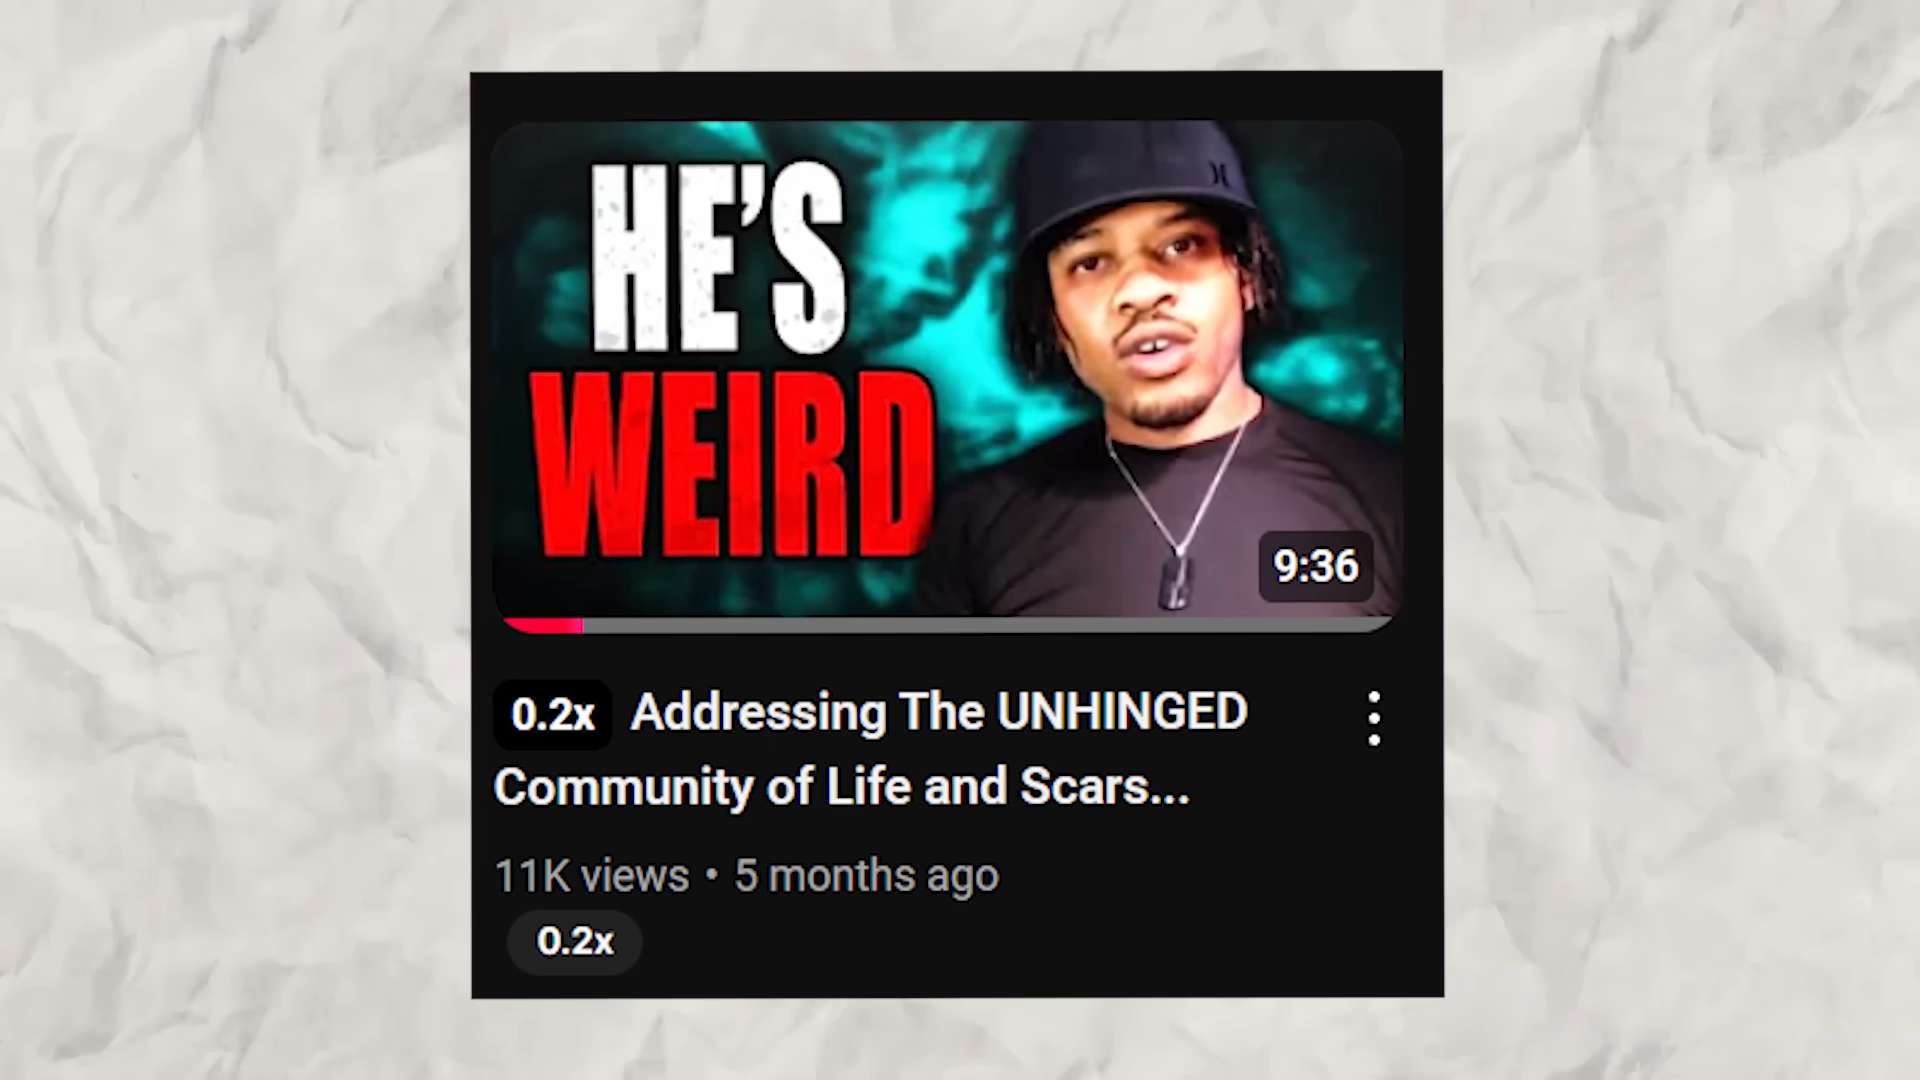 HE'S
WEIRD
9:36
0.2x Addressing The UNHINGED
Community of Life and Scars...
11K views • 5 months ago
0.2x